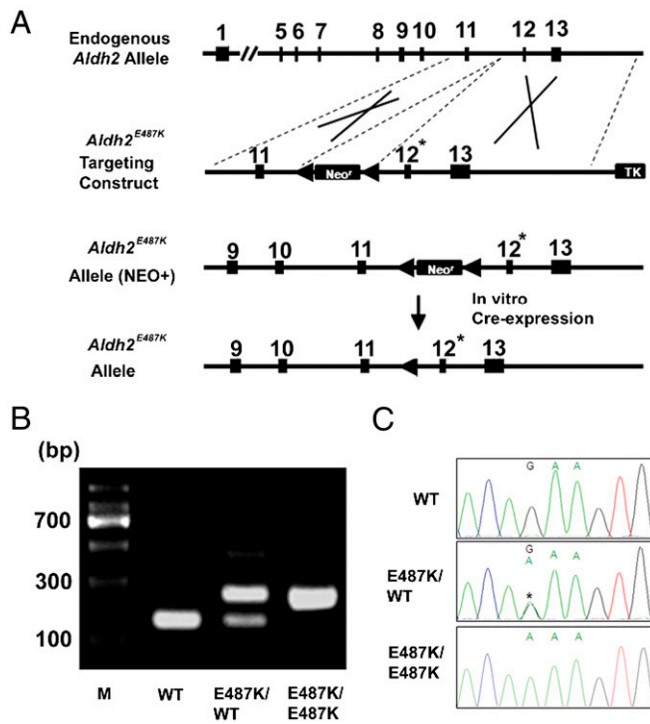 A
1 5 6 7 8 9 10 11 12 13
Endogenous
Aldh2 Allele
Aldh2E487K
Targeting
Construct
11 Neor 12* 13 TK
Aldh2E487K
Allele (NEO+)
9 10 11 Neor 12* 13
In vitro
Cre-expression
Aldh2E487K
Allele
9 10 11 12* 13
B
(bp)
700
300
100
M WT E487K/
WT E487K/
E487K
C
WT
G A A
E487K/
WT
G
A A A
*
E487K/
E487K
A A A